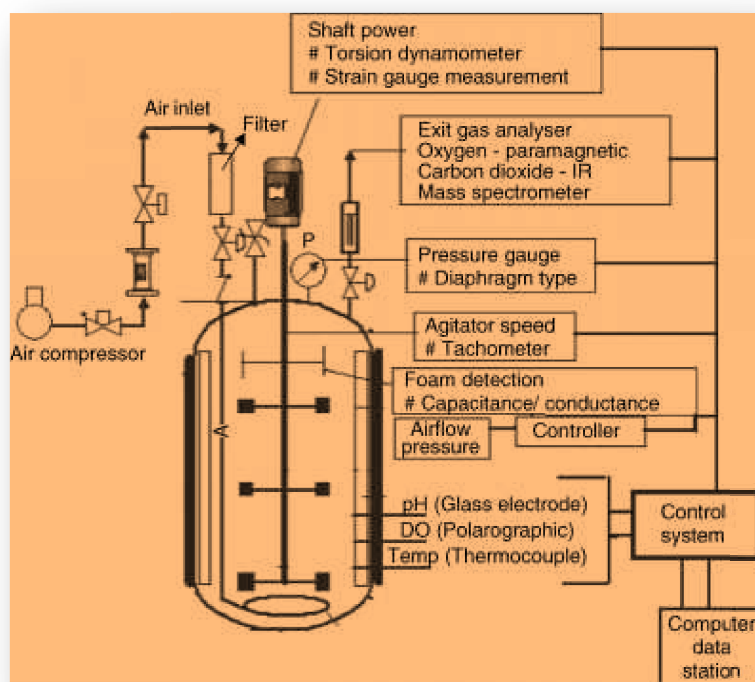 Shaft power
# Torsion dynamometer
# Strain gauge measurement
Air inlet
Filter
Exit gas analyser
Oxygen - paramagnetic
Carbon dioxide - IR
Mass spectrometer
P
Pressure gauge
# Diaphragm type
Air compressor
Agitator speed
# Tachometer
Foam detection
# Capacitance/ conductance
Airflow
pressure
Controller
A
pH (Glass electrode)
DO (Polarographic)
Temp (Thermocouple)
Control
system
Computer
data
station